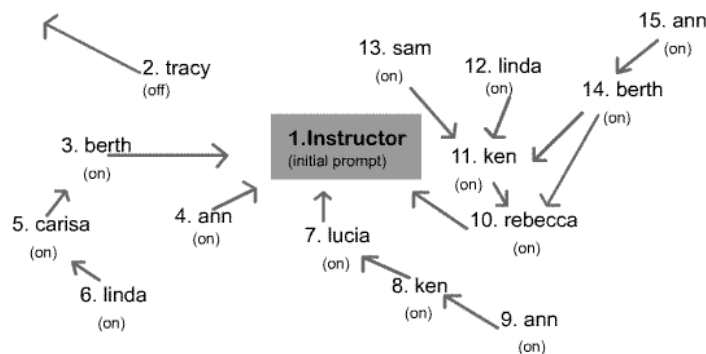 15. ann
(on)
13. sam
(on)
12. linda
(on)
2. tracy
(off)
14. berth
(on)
1.Instructor
(initial prompt)
3. berth
(on)
11. ken
(on)
4. ann
(on)
10. rebecca
(on)
5. carisa
(on)
7. lucia
(on)
6. linda
(on)
8. ken
(on)
9. ann
(on)